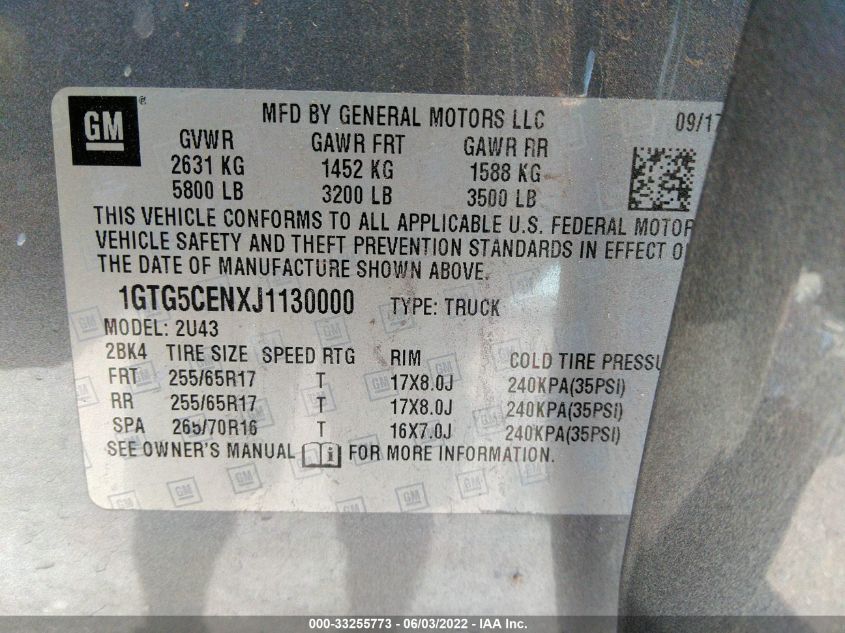 GM ®
MFD BY GENERAL MOTORS LLC 09/17
GVWR GAWR FRT GAWR RR
2631 KG 1452 KG 1588 KG
5800 LB 3200 LB 3500 LB
THIS VEHICLE CONFORMS TO ALL APPLICABLE U.S. FEDERAL MOTOR
VEHICLE SAFETY AND THEFT PREVENTION STANDARDS IN EFFECT O
THE DATE OF MANUFACTURE SHOWN ABOVE.
1GTG5CENXJ1130000 TYPE: TRUCK
MODEL: 2U43
2BK4 TIRE SIZE SPEED RTG RIM COLD TIRE PRESSU
FRT 255/65R17 T 17X8.0J 240KPA(35PSI)
RR 255/65R17 T 17X8.0J 240KPA(35PSI)
SPA 265/70R16 T 16X7.0J 240KPA(35PSI)
SEE OWNER'S MANUAL FOR MORE INFORMATION.
000-33255773 - 06/03/2022 - IAA Inc.